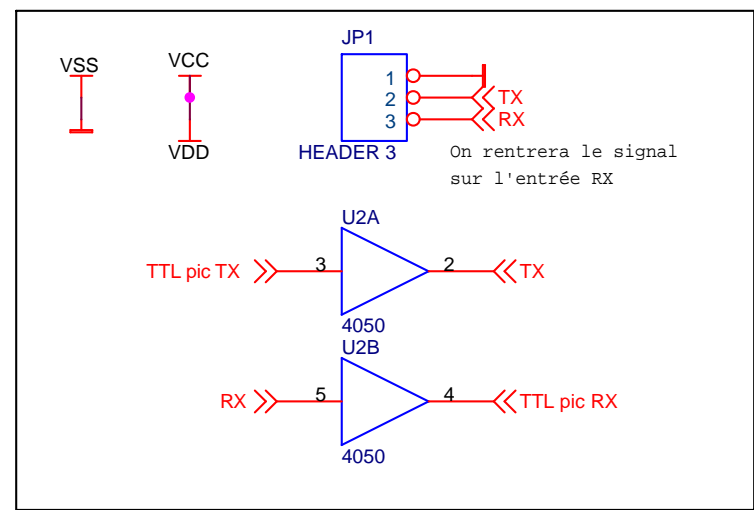 JP1
VSS
VCC
1
2
TX
3
RX
VDD
HEADER 3
On rentrera le signal
sur l'entrée RX
U2A
TTL pic TX
3
2
TX
4050
U2B
RX
5
4
TTL pic RX
4050